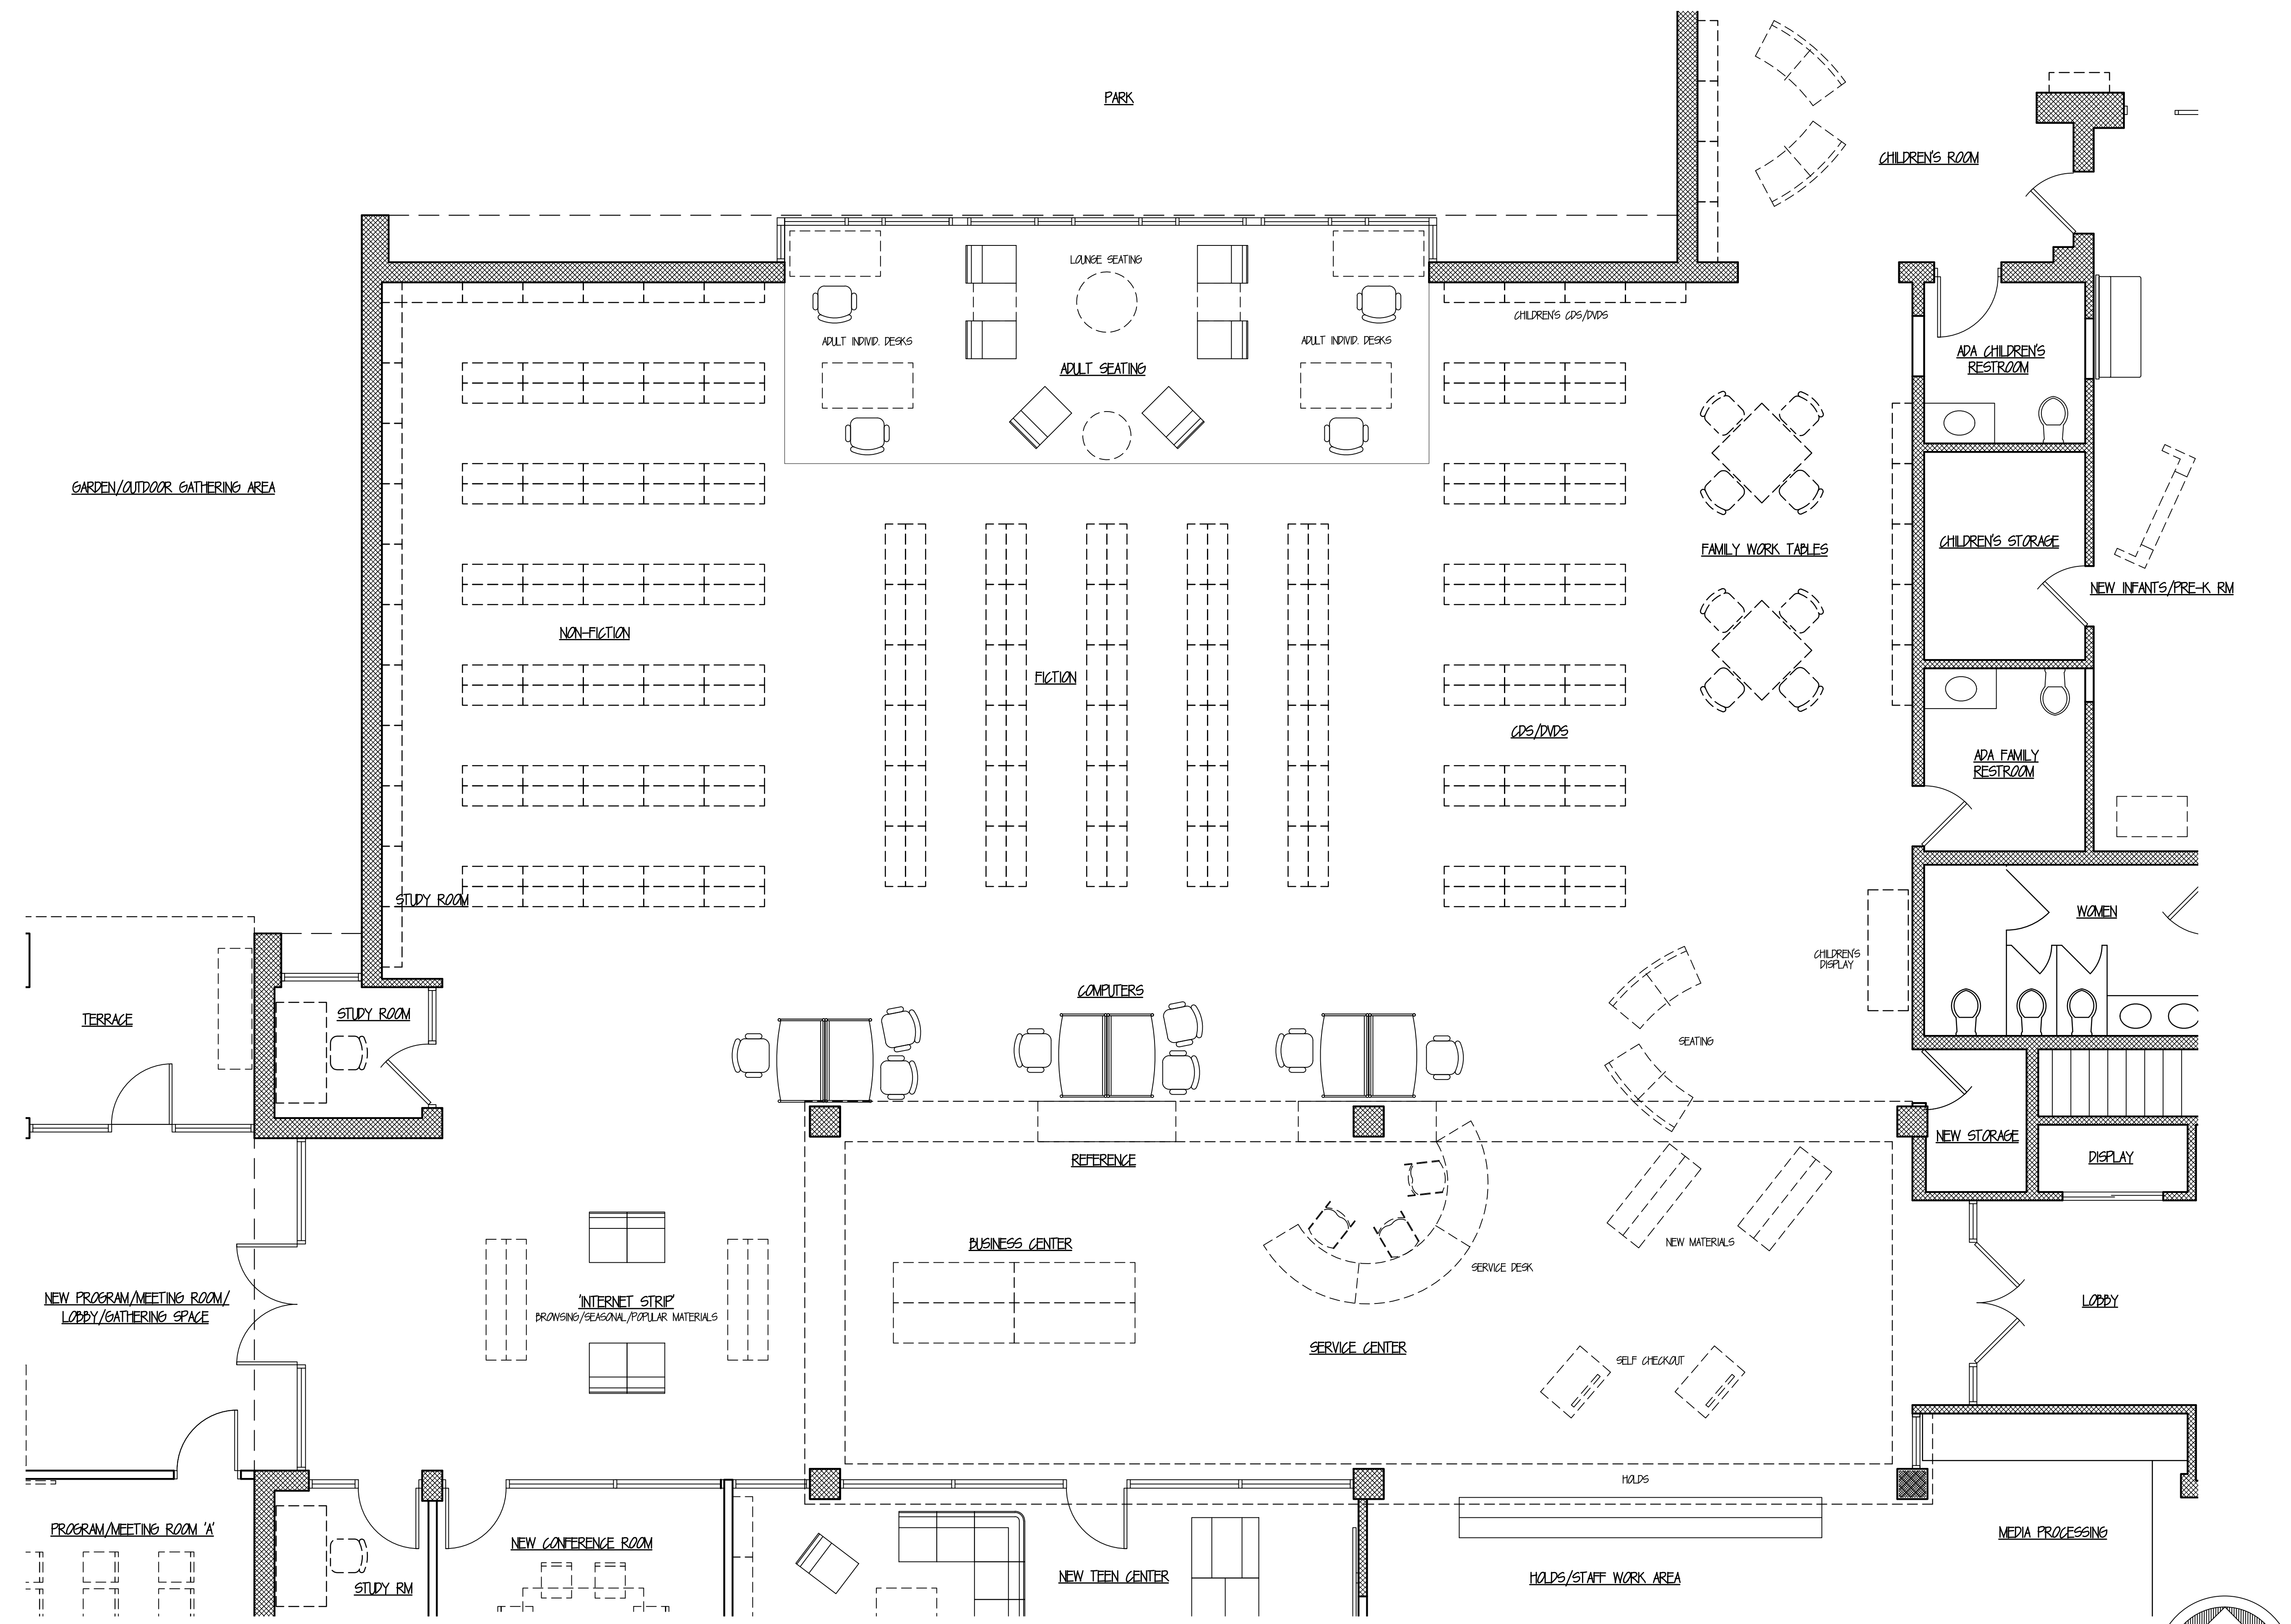 PARK
CHILDREN'S ROOM
LOUNGE SEATING
CHILDREN'S CDS/DVDS
ADULT INDIVID. DESKS
ADULT INDIVID. DESKS
ADULT SEATING
ADA CHILDREN'S
RESTROOM
GARDEN/OUTDOOR GATHERING AREA
CHILDREN'S STORAGE
FAMILY WORK TABLES
NEW INFANTS/PRE-K RM
NON-FICTION
FICTION
CDS/DVDS
ADA FAMILY
RESTROOM
STUDY ROOM
WOMEN
CHILDREN'S
DISPLAY
COMPUTERS
TERRACE
STUDY ROOM
SEATING
NEW STORAGE
DISPLAY
REFERENCE
BUSINESS CENTER
NEW MATERIALS
SERVICE DESK
NEW PROGRAM/MEETING ROOM/
LOBBY/GATHERING SPACE
'INTERNET STRIP'
BROWSING/SEASONAL/POPULAR MATERIALS
LOBBY
SERVICE CENTER
SELF CHECKOUT
HOLDS
PROGRAM/MEETING ROOM 'A'
NEW CONFERENCE ROOM
MEDIA PROCESSING
STUDY RM
NEW TEEN CENTER
HOLDS/STAFF WORK AREA